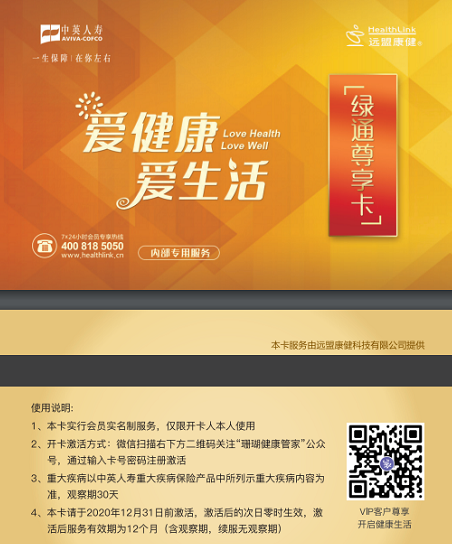 中英人寿
AVIVA-COFCO
一生保障|在你左右
HealthLink
远盟康健®
爱健康
Love Health
Love Well
爱生活
「绿通尊享卡」
7×24小时会员专享热线
400 818 5050
www.healthlink.cn
内部专用服务
本卡服务由远盟康健科技有限公司提供
使用说明:
1、本卡实行会员实名制服务，仅限开卡人本人使用
2、开卡激活方式：微信扫描右下方二维码关注“珊瑚健康管家”公众
号，通过输入卡号密码注册激活
3、重大疾病以中英人寿重大疾病保险产品中所列示重大疾病内容为
准，观察期30天
4、本卡请于2020年12月31日前激活，激活后的次日零时生效，激
活后服务有效期为12个月（含观察期，续服无观察期）
VIP客户尊享
开启健康生活